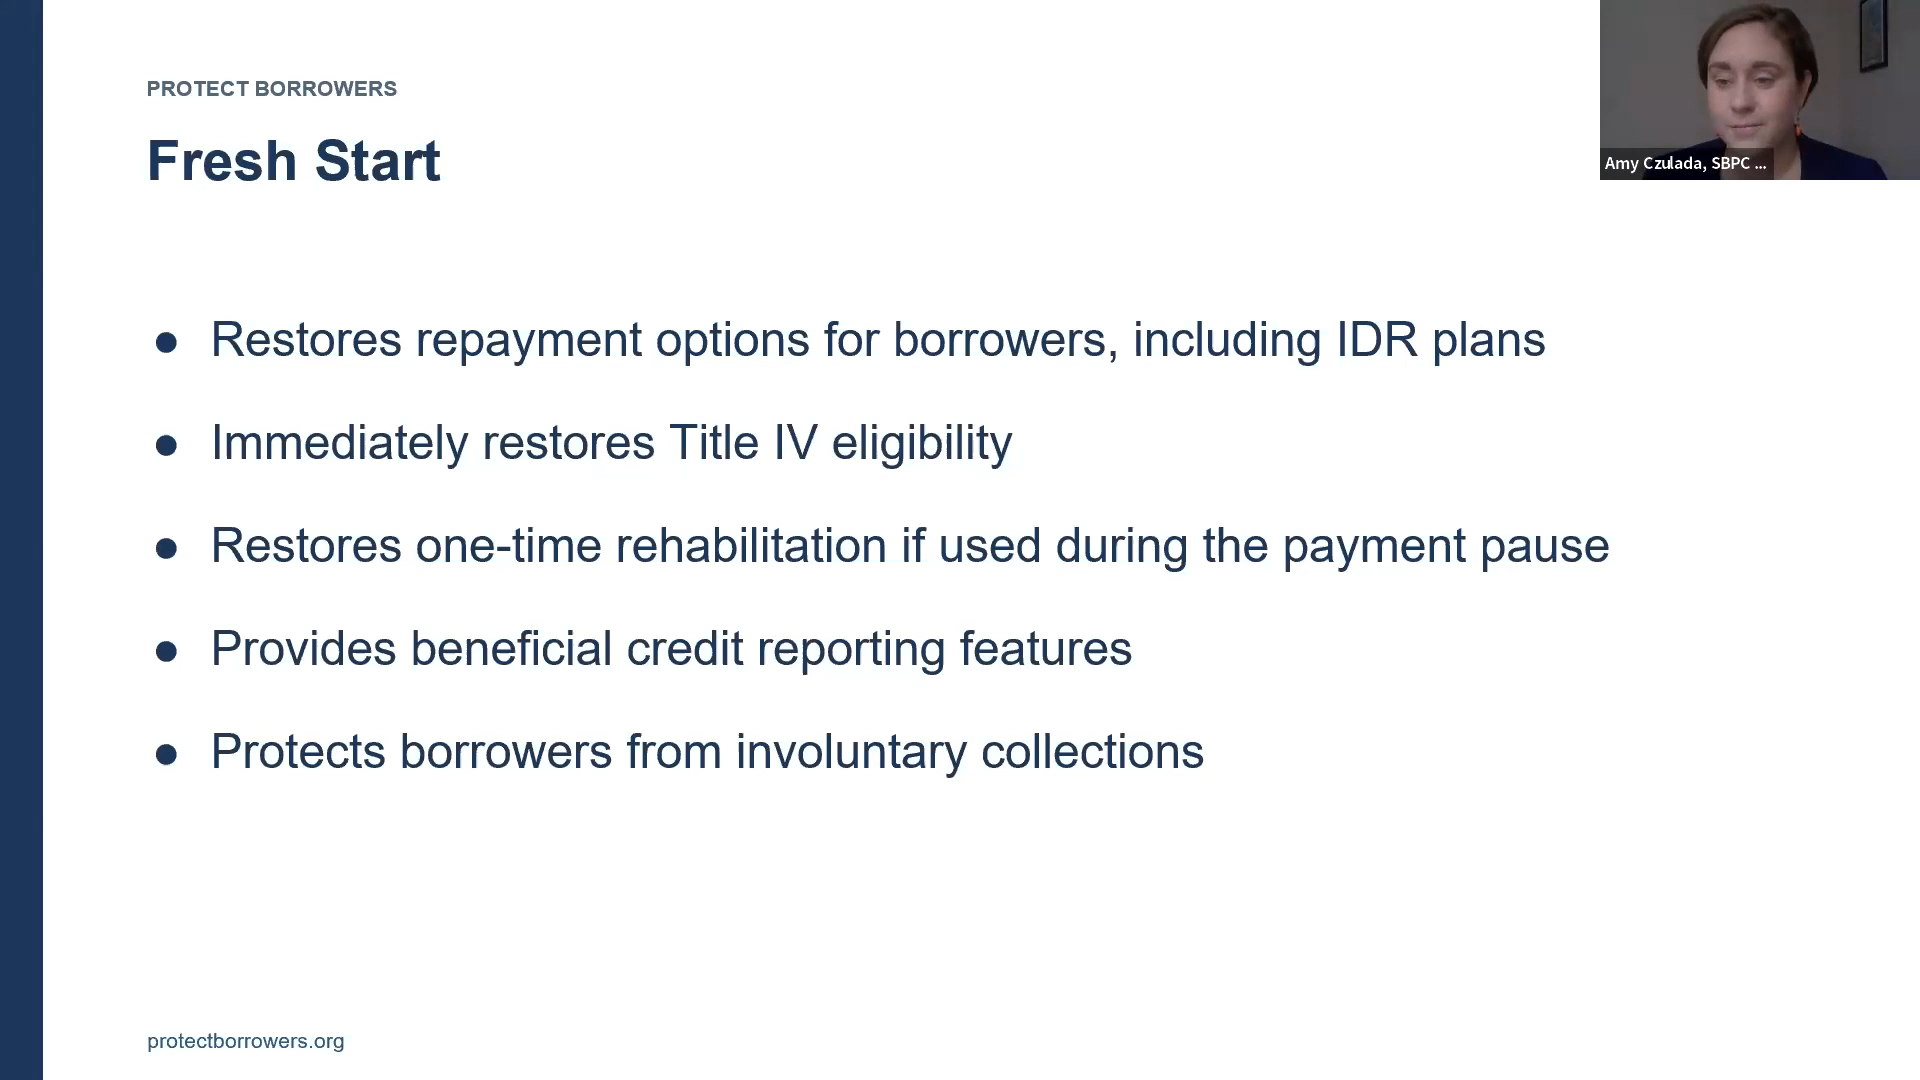 PROTECT BORROWERS
Fresh Start
Amy Czulada, SBPC ...
● Restores repayment options for borrowers, including IDR plans
● Immediately restores Title IV eligibility
● Restores one-time rehabilitation if used during the payment pause
● Provides beneficial credit reporting features
● Protects borrowers from involuntary collections
protectborrowers.org